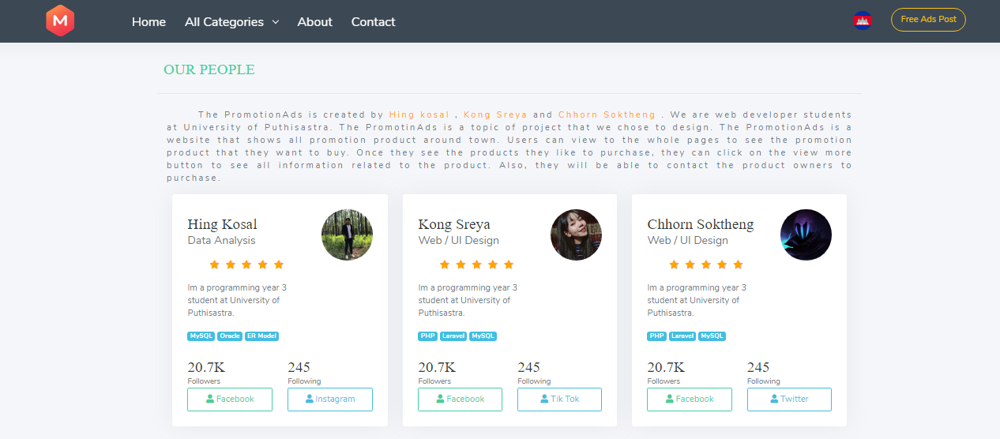 M
Home All Categories About Contact
Free Ads Post
OUR PEOPLE
The PromotionAds is created by Hing kosal , Kong Sreya and Chhorn Soktheng . We are web developer students
at University of Puthisastra. The PromotinAds is a topic of project that we chose to design. The PromotionAds is a
website that shows all promotion product around town. Users can view to the whole pages to see the promotion
product that they want to buy. Once they see the products they like to purchase, they can click on the view more
button to see all information related to the product. Also, they will be able to contact the product owners to
purchase.
Hing Kosal
Data Analysis
Im a programming year 3
student at University of
Puthisastra.
MySQL Oracle ER Model
20.7K 245
Followers Following
Facebook Instagram
Kong Sreya
Web / UI Design
Im a programming year 3
student at University of
Puthisastra.
PHP Laravel MySQL
20.7K 245
Followers Following
Facebook Tik Tok
Chhorn Soktheng
Web / UI Design
Im a programming year 3
student at University of
Puthisastra.
PHP Laravel MySQL
20.7K 245
Followers Following
Facebook Twitter